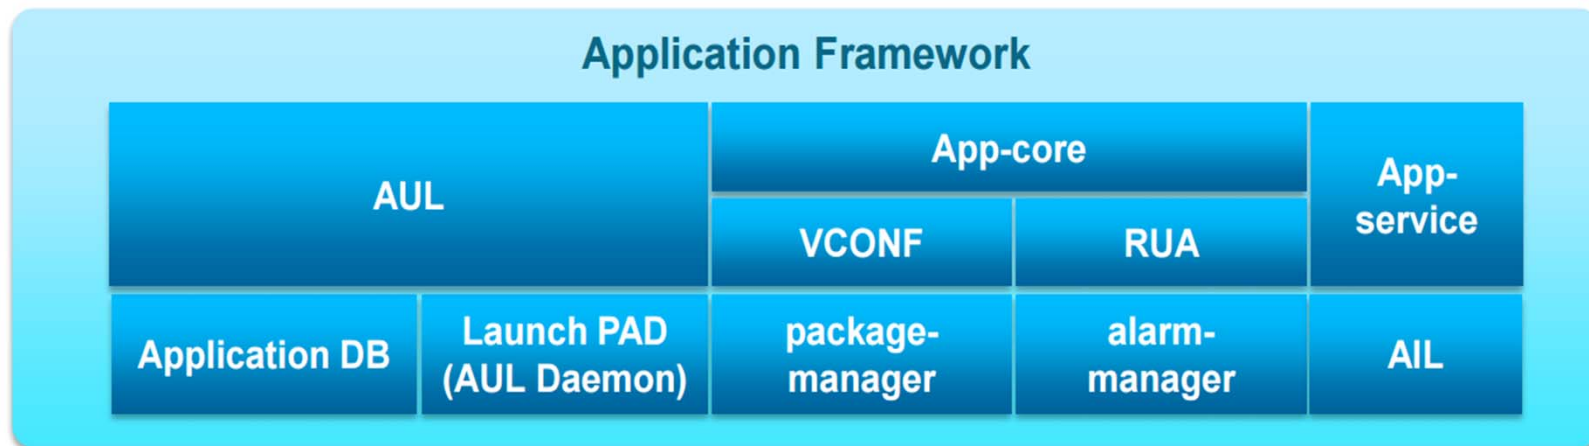 Application Framework
AUL
App-core
App-
service
VCONF
RUA
Application DB
Launch PAD
(AUL Daemon)
package-
manager
alarm-
manager
AIL